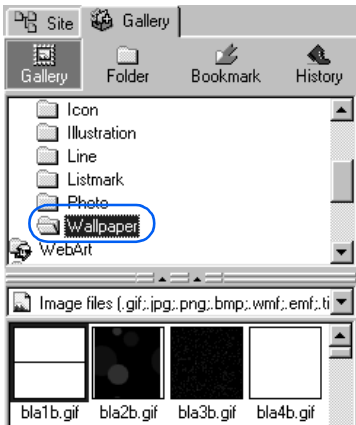 Site Gallery
Gallery Folder Bookmark History
Icon
Illustration
Line
Listmark
Photo
Wallpaper
WebArt
Image files (.gif;.jpg;.png;.bmp;.wmf;.emf;.ti
bla1b.gif bla2b.gif bla3b.gif bla4b.gif